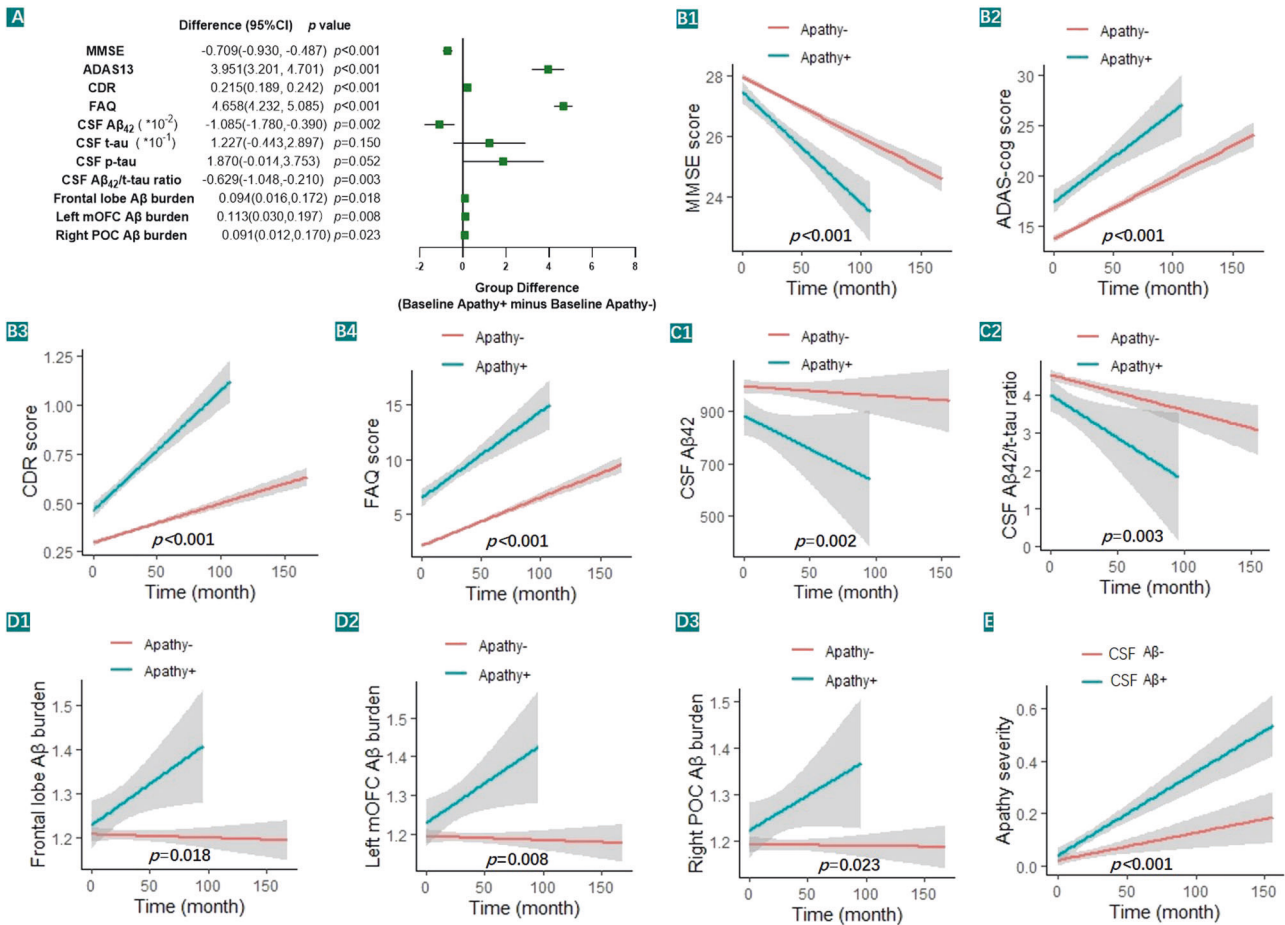 A
Difference (95%CI) p value
MMSE -0.709(-0.930, -0.487) p<0.001
ADAS13 3.951(3.201, 4.701) p<0.001
CDR 0.215(0.189, 0.242) p<0.001
FAQ 4.658(4.232, 5.085) p<0.001
CSF Aβ42 (*10^-2) -1.085(-1.780,-0.390) p=0.002
CSF t-au (*10^-1) 1.227(-0.443,2.897) p=0.150
CSF p-tau 1.870(-0.014,3.753) p=0.052
CSF Aβ42/t-tau ratio -0.629(-1.048,-0.210) p=0.003
Frontal lobe Aβ burden 0.094(0.016,0.172) p=0.018
Left mOFC Aβ burden 0.113(0.030,0.197) p=0.008
Right POC Aβ burden 0.091(0.012,0.170) p=0.023
-2 0 2 4 6 8
Group Difference
(Baseline Apathy+ minus Baseline Apathy-)
B1
Apathy-
Apathy+
MMSE score
28
26
24
p<0.001
0 50 100 150
Time (month)
B2
Apathy-
Apathy+
ADAS-cog score
30
25
20
15
p<0.001
0 50 100 150
Time (month)
B3
CDR score
1.25
1.00
0.75
0.50
0.25
p<0.001
0 50 100 150
Time (month)
B4
Apathy-
Apathy+
FAQ score
15
10
5
p<0.001
0 50 100 150
Time (month)
C1
Apathy-
Apathy+
CSF Aβ42
900
700
500
p=0.002
0 50 100 150
Time (month)
C2
Apathy-
Apathy+
CSF Aβ42/t-tau ratio
4
3
2
1
0
p=0.003
0 50 100 150
Time (month)
D1
Apathy-
Apathy+
Frontal lobe Aβ burden
1.5
1.4
1.3
1.2
p=0.018
0 50 100 150
Time (month)
D2
Apathy-
Apathy+
Left mOFC Aβ burden
1.5
1.4
1.3
1.2
p=0.008
0 50 100 150
Time (month)
D3
Apathy-
Apathy+
Right POC Aβ burden
1.5
1.4
1.3
1.2
p=0.023
0 50 100 150
Time (month)
E
CSF Aβ-
CSF Aβ+
Apathy severity
0.6
0.4
0.2
0.0
p<0.001
0 50 100 150
Time (month)